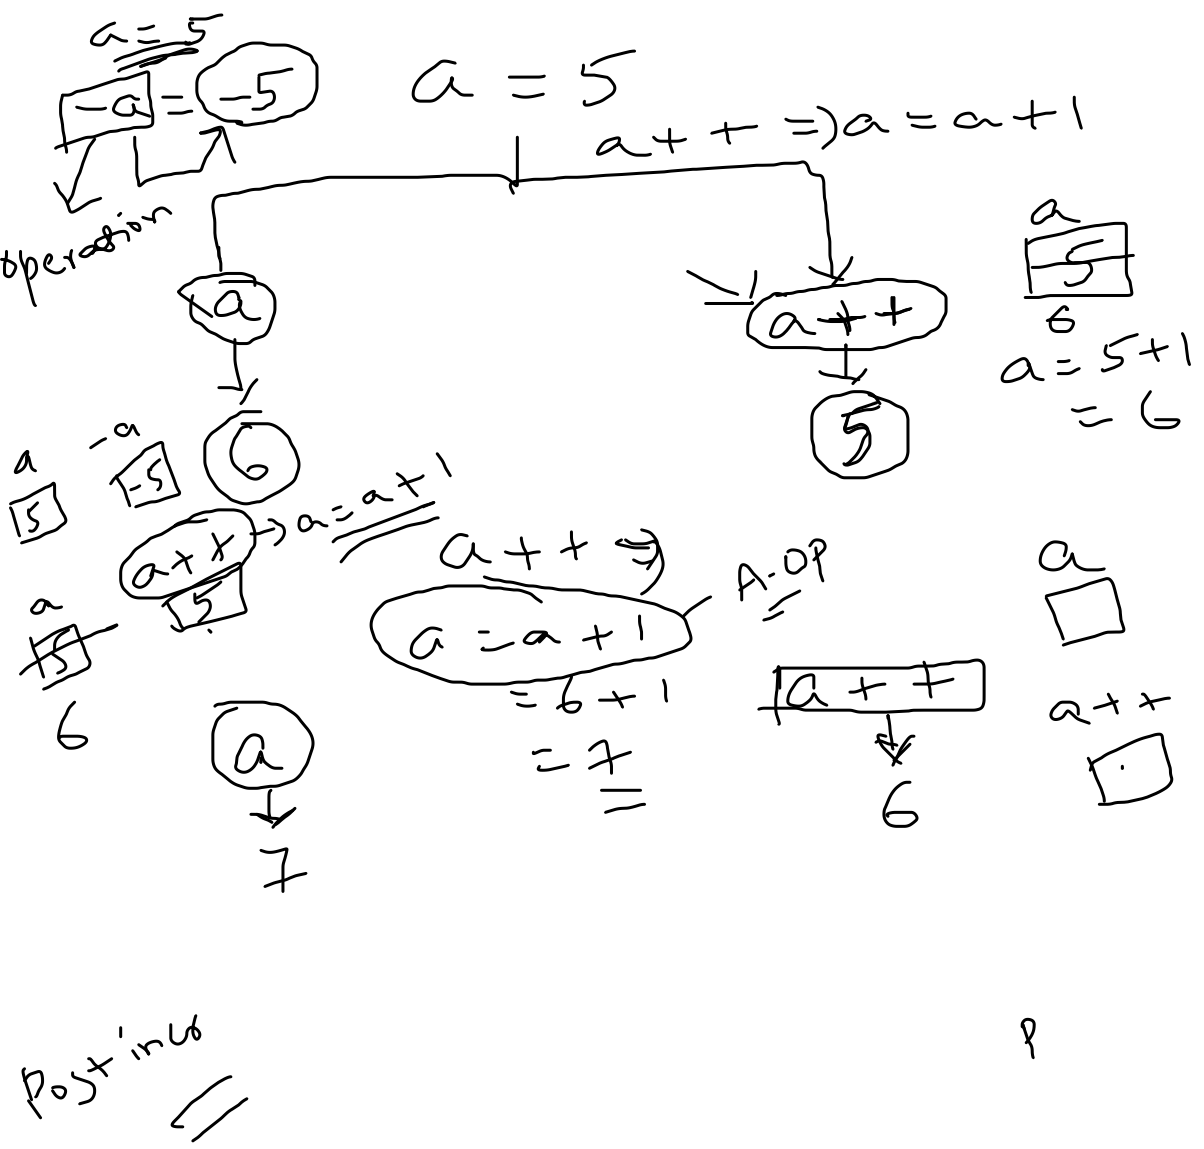 a = 5
-a = -5
a = 5
a++ => a = a+1
operation
a
a
5
6
a++
a = 5+1
= 6
5
6
a
5
-a
-5
a++ -> a = a+1
5
a++ =>
a = a + 1
A-OP
= 6 + 1
= 7
a
5
6
a
7
a++
6
a
a++
Post incr
P